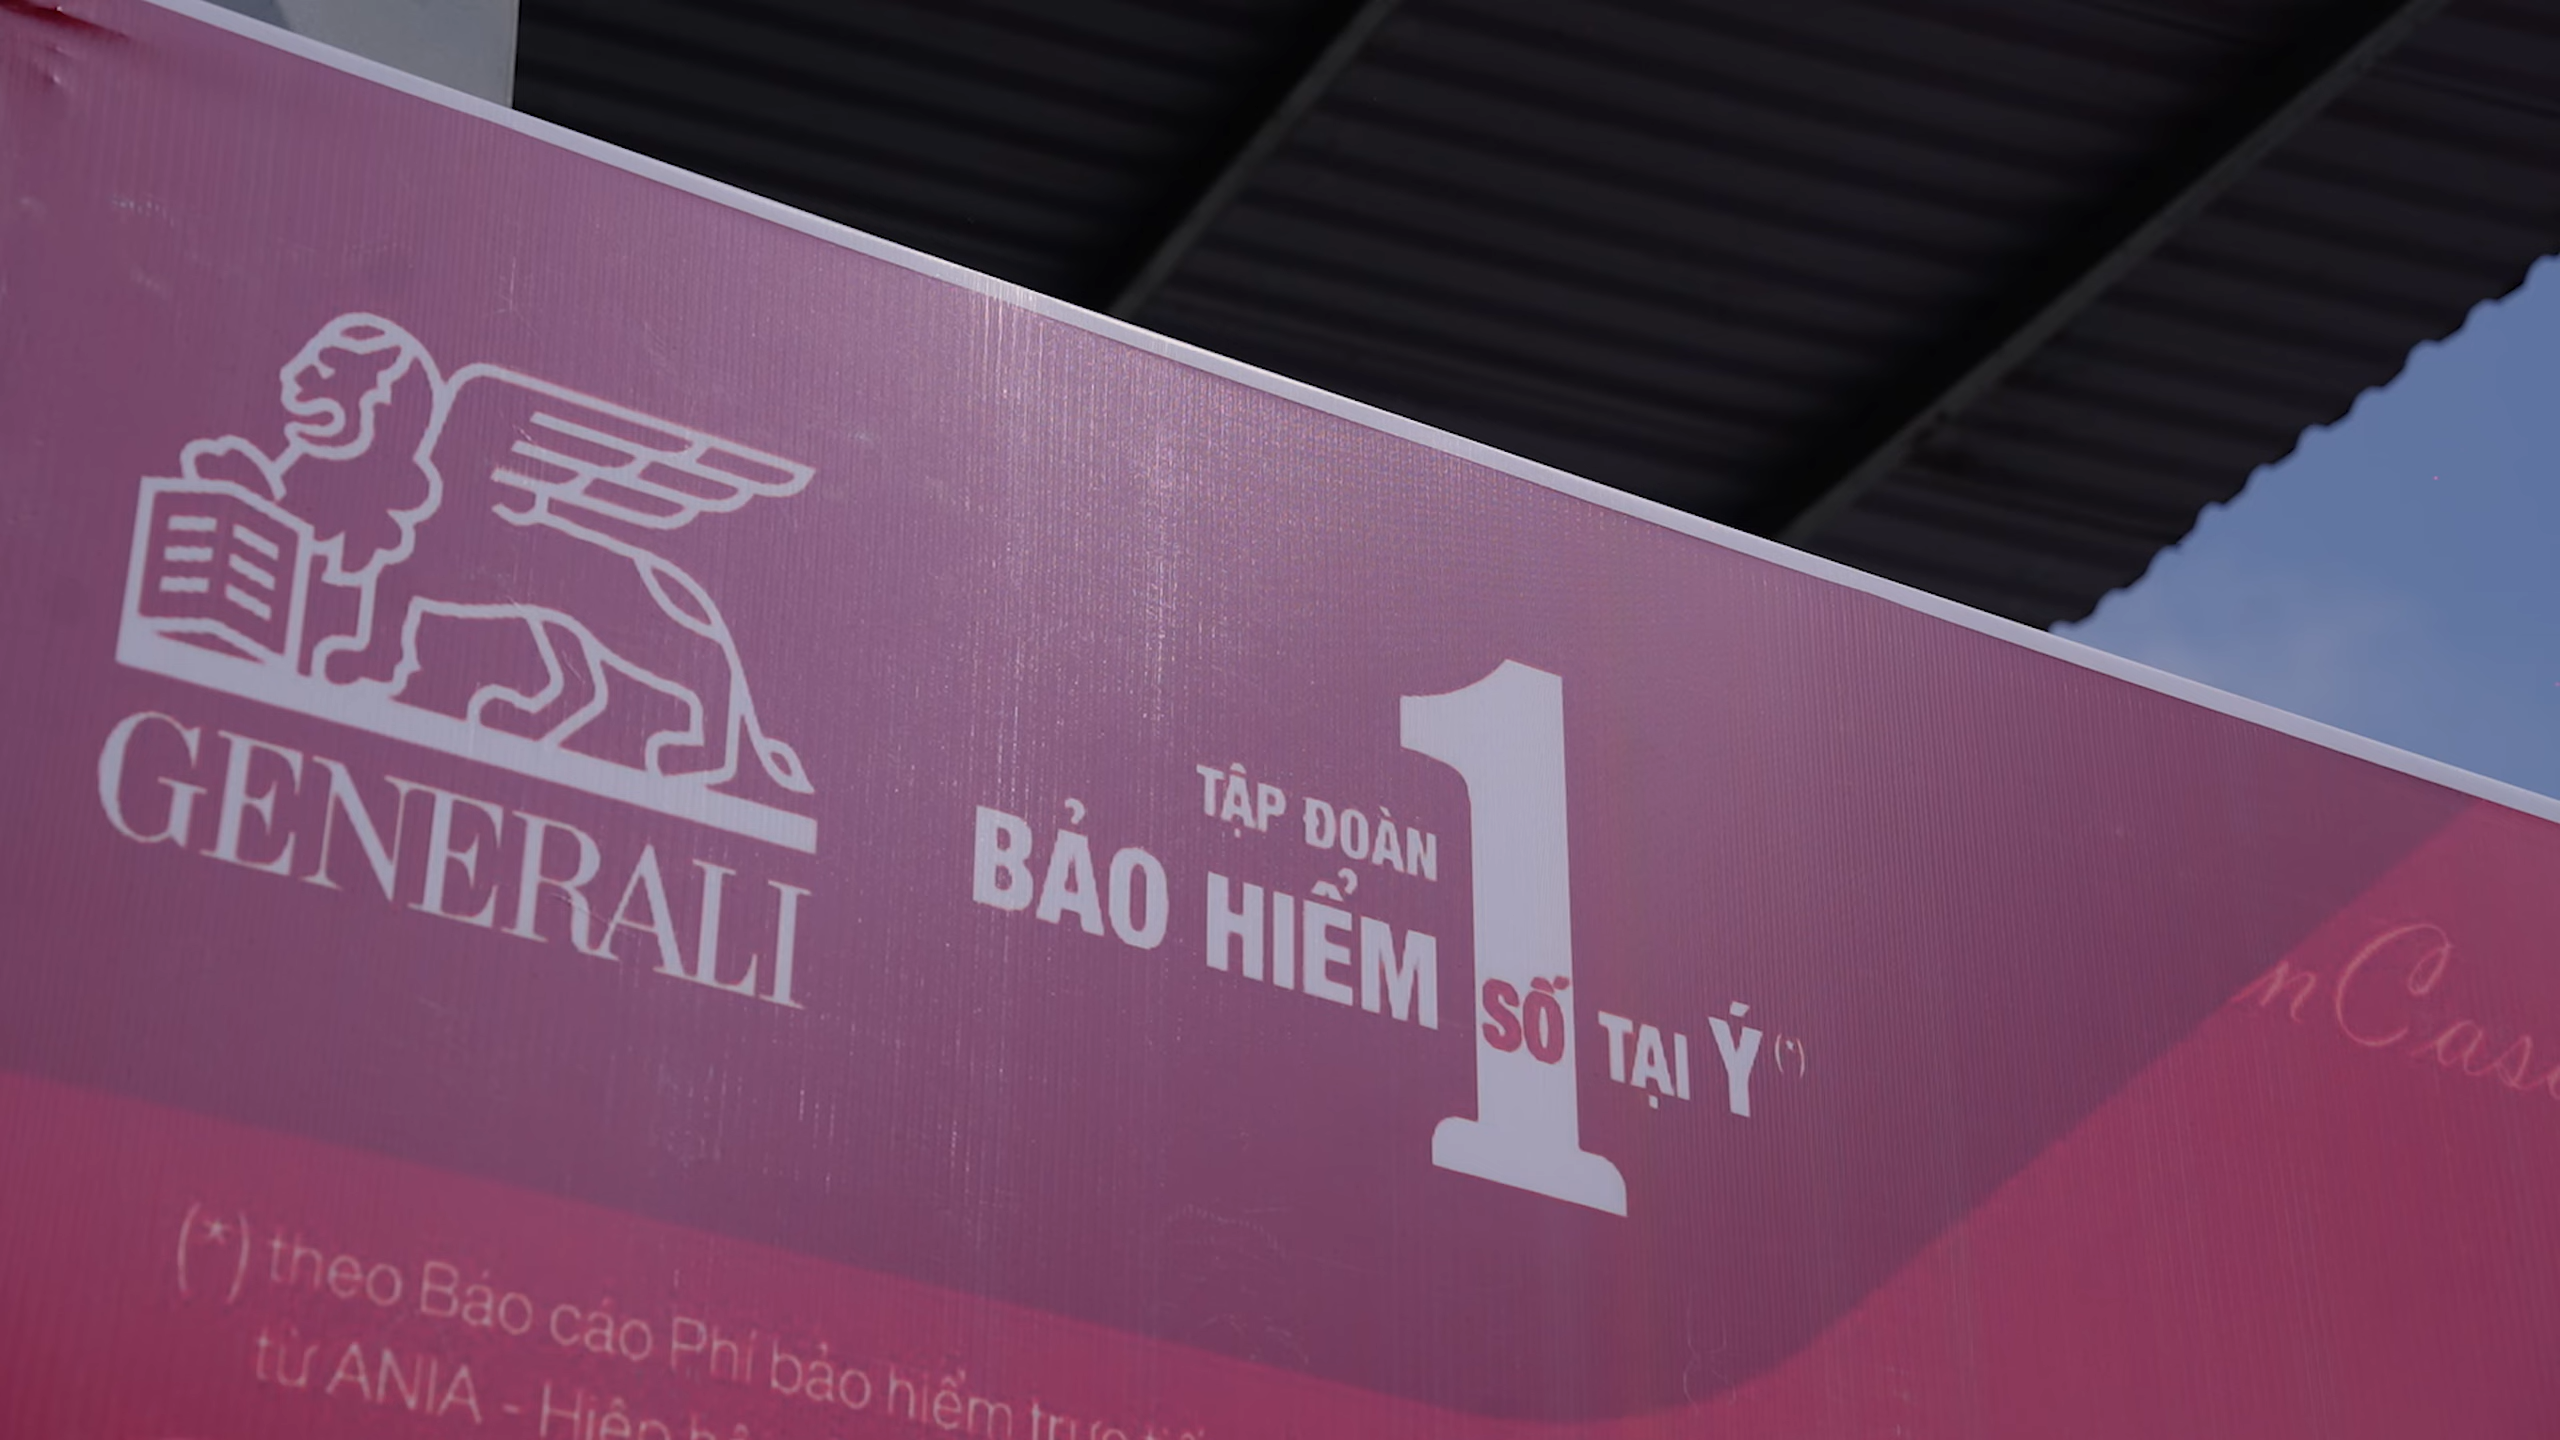 GENERALI
TẬP ĐOÀN
BẢO HIỂM SỐ 1 TẠI Ý(*)
(*) theo Báo cáo Phí bảo hiểm trực
từ ANIA - Hiệp